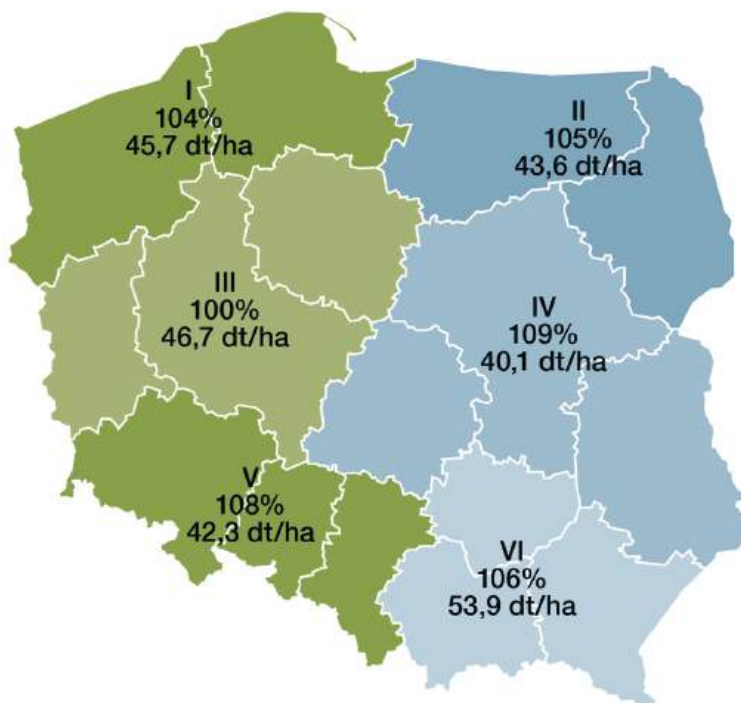 I
104%
45,7 dt/ha
II
105%
43,6 dt/ha
III
100%
46,7 dt/ha
IV
109%
40,1 dt/ha
V
108%
42,3 dt/ha
VI
106%
53,9 dt/ha